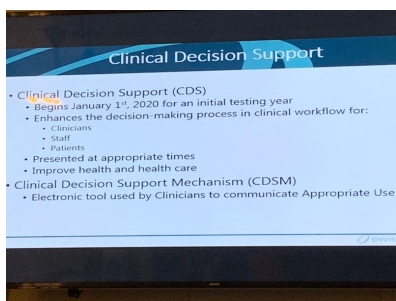 Clinical Decision Support
• Clinical Decision Support (CDS)
• Begins January 1st, 2020 for an initial testing year
• Enhances the decision-making process in clinical workflow for:
• Clinicians
• Staff
• Patients
• Presented at appropriate times
• Improve health and health care
• Clinical Decision Support Mechanism (CDSM)
• Electronic tool used by Clinicians to communicate Appropriate Use